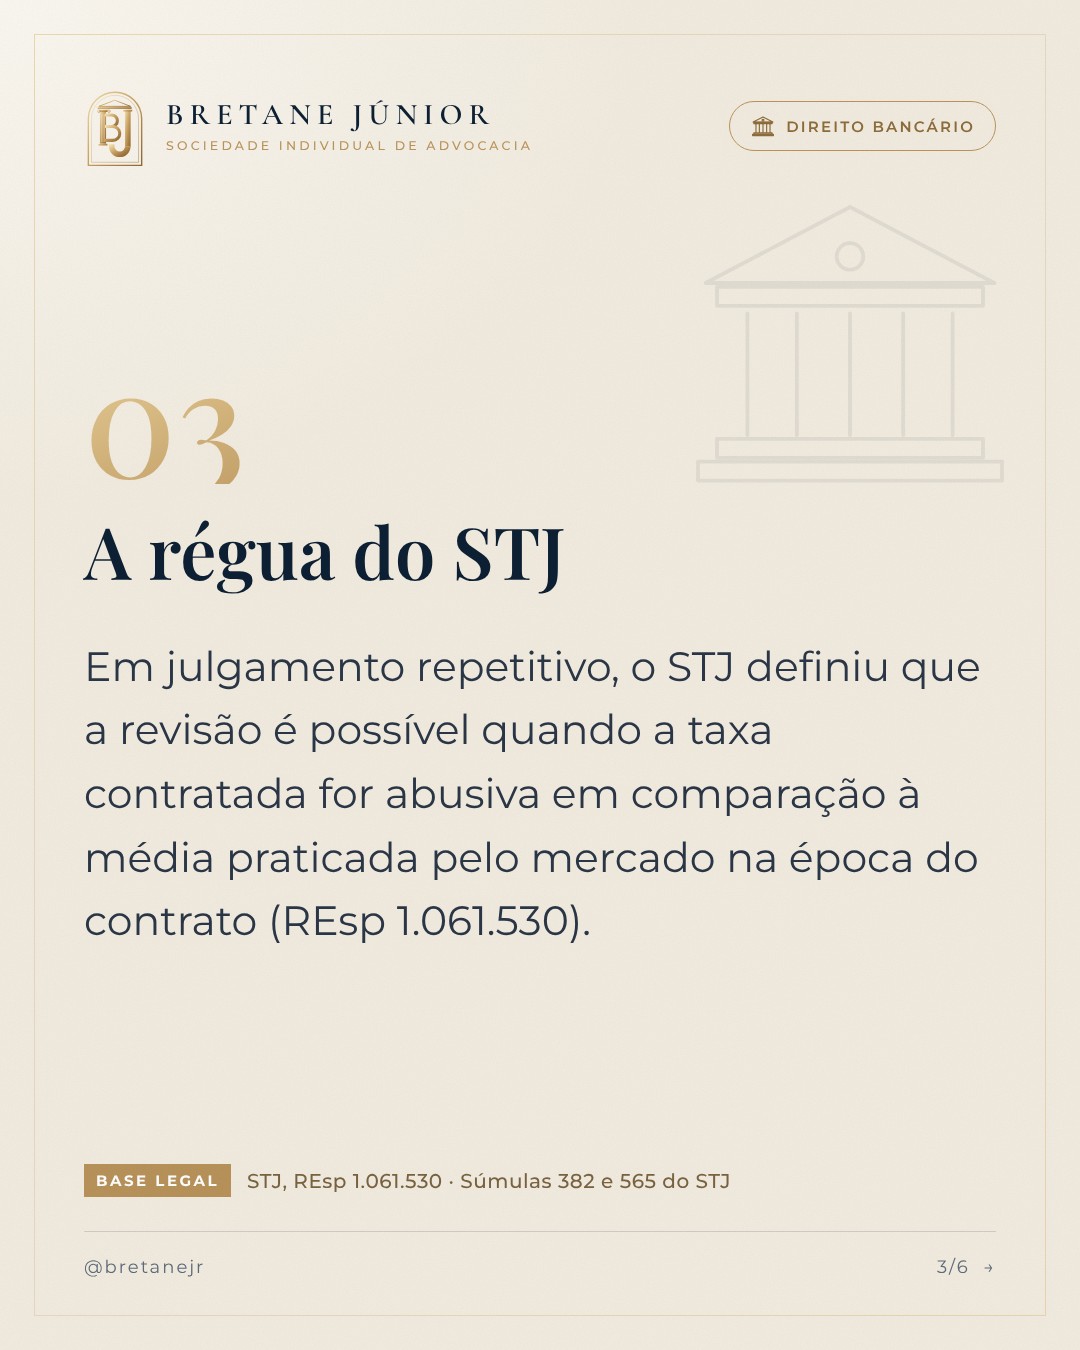 BRETANE JÚNIOR
SOCIEDADE INDIVIDUAL DE ADVOCACIA
DIREITO BANCÁRIO
03
A régua do STJ
Em julgamento repetitivo, o STJ definiu que
a revisão é possível quando a taxa
contratada for abusiva em comparação à
média praticada pelo mercado na época do
contrato (REsp 1.061.530).
BASE LEGAL STJ, REsp 1.061.530 · Súmulas 382 e 565 do STJ
@bretanejr
3/6 →